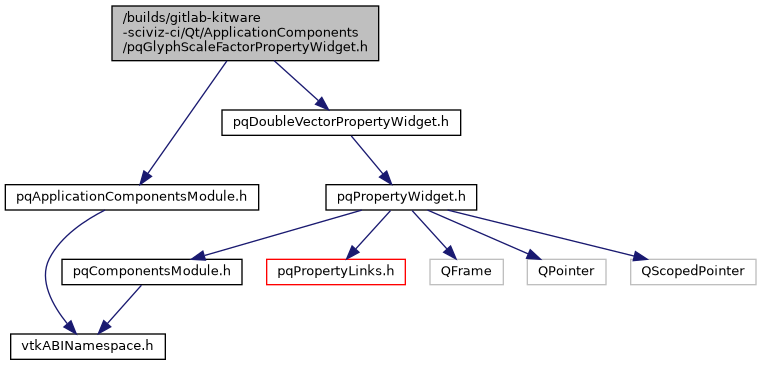 /builds/gitlab-kitware
-sciviz-ci/Qt/ApplicationComponents
/pqGlyphScaleFactorPropertyWidget.h
pqDoubleVectorPropertyWidget.h
pqApplicationComponentsModule.h
pqPropertyWidget.h
pqComponentsModule.h
pqPropertyLinks.h
QFrame
QPointer
QScopedPointer
vtkABINamespace.h